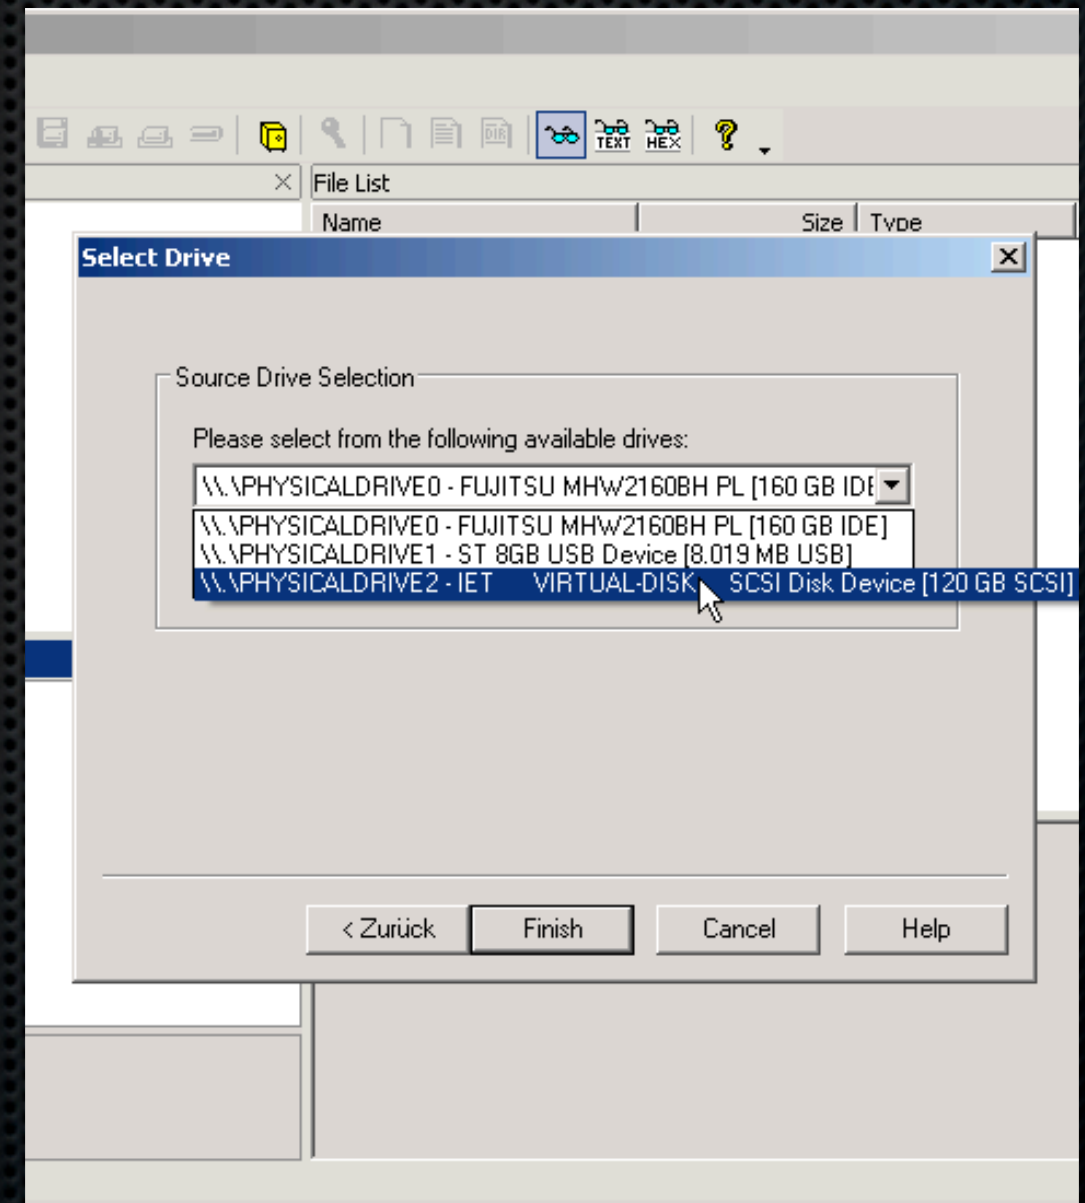 DIR
TEXT
HEX
File List
Name Size Type
Select Drive
Source Drive Selection
Please select from the following available drives:
\\.\PHYSICALDRIVE0 - FUJITSU MHW2160BH PL [160 GB IDE
\\.\PHYSICALDRIVE0 - FUJITSU MHW2160BH PL [160 GB IDE]
\\.\PHYSICALDRIVE1 - ST 8GB USB Device [8.019 MB USB]
\\.\PHYSICALDRIVE2 - IET VIRTUAL-DISK SCSI Disk Device [120 GB SCSI]
< Zurück Finish Cancel Help